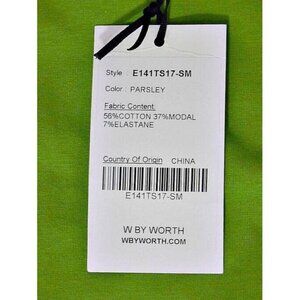 Style : E141TS17-SM
Color : PARSLEY
Fabric Content:
56%COTTON 37%MODAL
7%ELASTANE
Country Of Origin CHINA
E141TS17-SM
W BY WORTH
WBYWORTH.COM